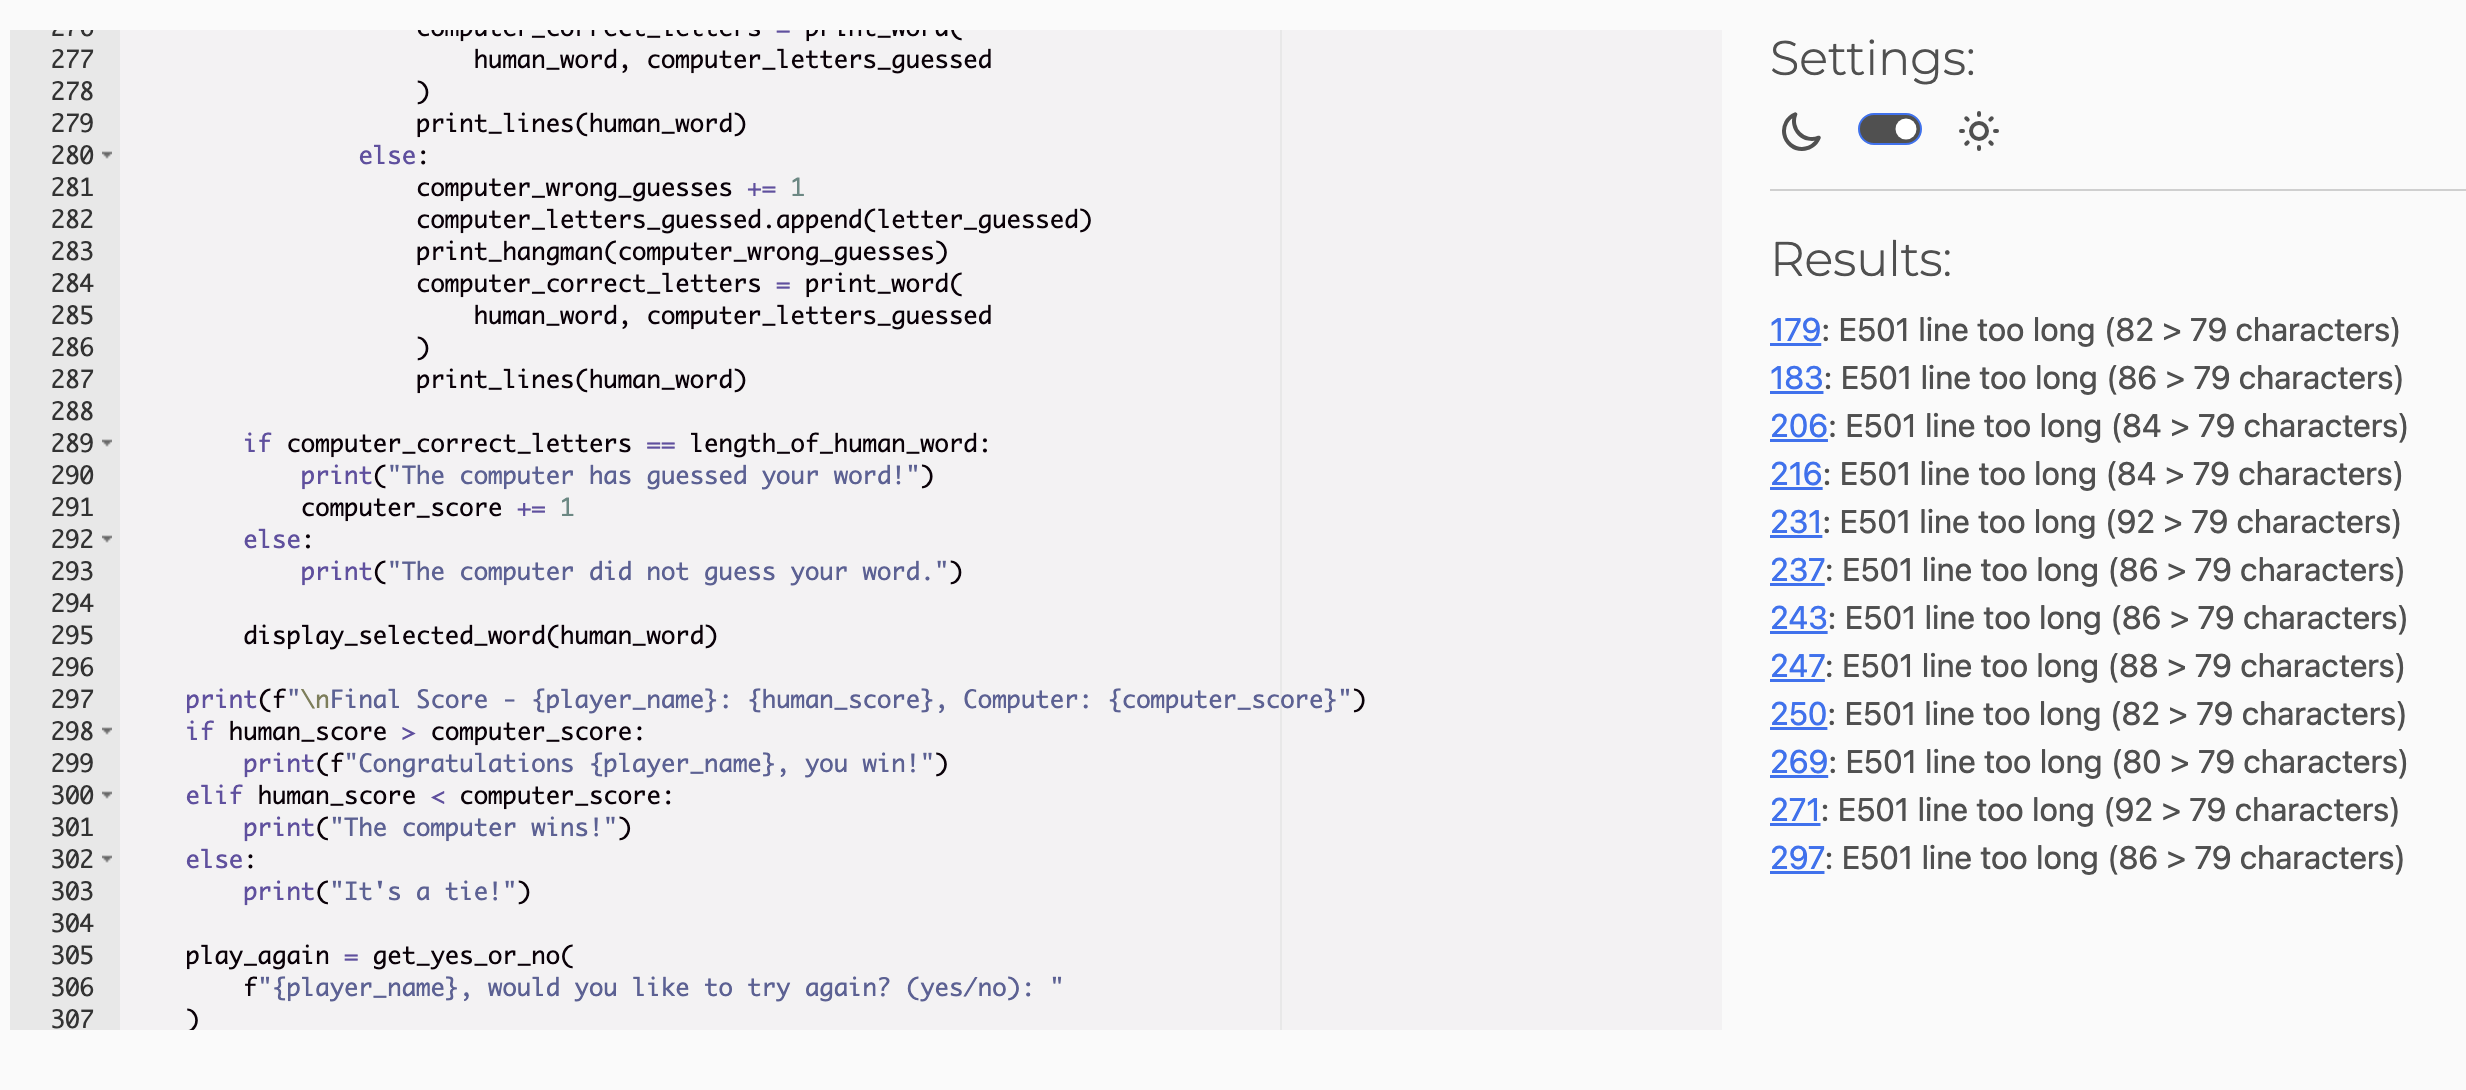 276 computer_correct_letters = print_word(
277 human_word, computer_letters_guessed
278 )
279 print_lines(human_word)
280 else:
281 computer_wrong_guesses += 1
282 computer_letters_guessed.append(letter_guessed)
283 print_hangman(computer_wrong_guesses)
284 computer_correct_letters = print_word(
285 human_word, computer_letters_guessed
286 )
287 print_lines(human_word)
288
289 if computer_correct_letters == length_of_human_word:
290 print("The computer has guessed your word!")
291 computer_score += 1
292 else:
293 print("The computer did not guess your word.")
294
295 display_selected_word(human_word)
296
297 print(f"\nFinal Score - {player_name}: {human_score}, Computer: {computer_score}")
298 if human_score > computer_score:
299 print(f"Congratulations {player_name}, you win!")
300 elif human_score < computer_score:
301 print("The computer wins!")
302 else:
303 print("It's a tie!")
304
305 play_again = get_yes_or_no(
306 f"{player_name}, would you like to try again? (yes/no): "
307 )
Settings:
Results:
179: E501 line too long (82 > 79 characters)
183: E501 line too long (86 > 79 characters)
206: E501 line too long (84 > 79 characters)
216: E501 line too long (84 > 79 characters)
231: E501 line too long (92 > 79 characters)
237: E501 line too long (86 > 79 characters)
243: E501 line too long (86 > 79 characters)
247: E501 line too long (88 > 79 characters)
250: E501 line too long (82 > 79 characters)
269: E501 line too long (80 > 79 characters)
271: E501 line too long (92 > 79 characters)
297: E501 line too long (86 > 79 characters)